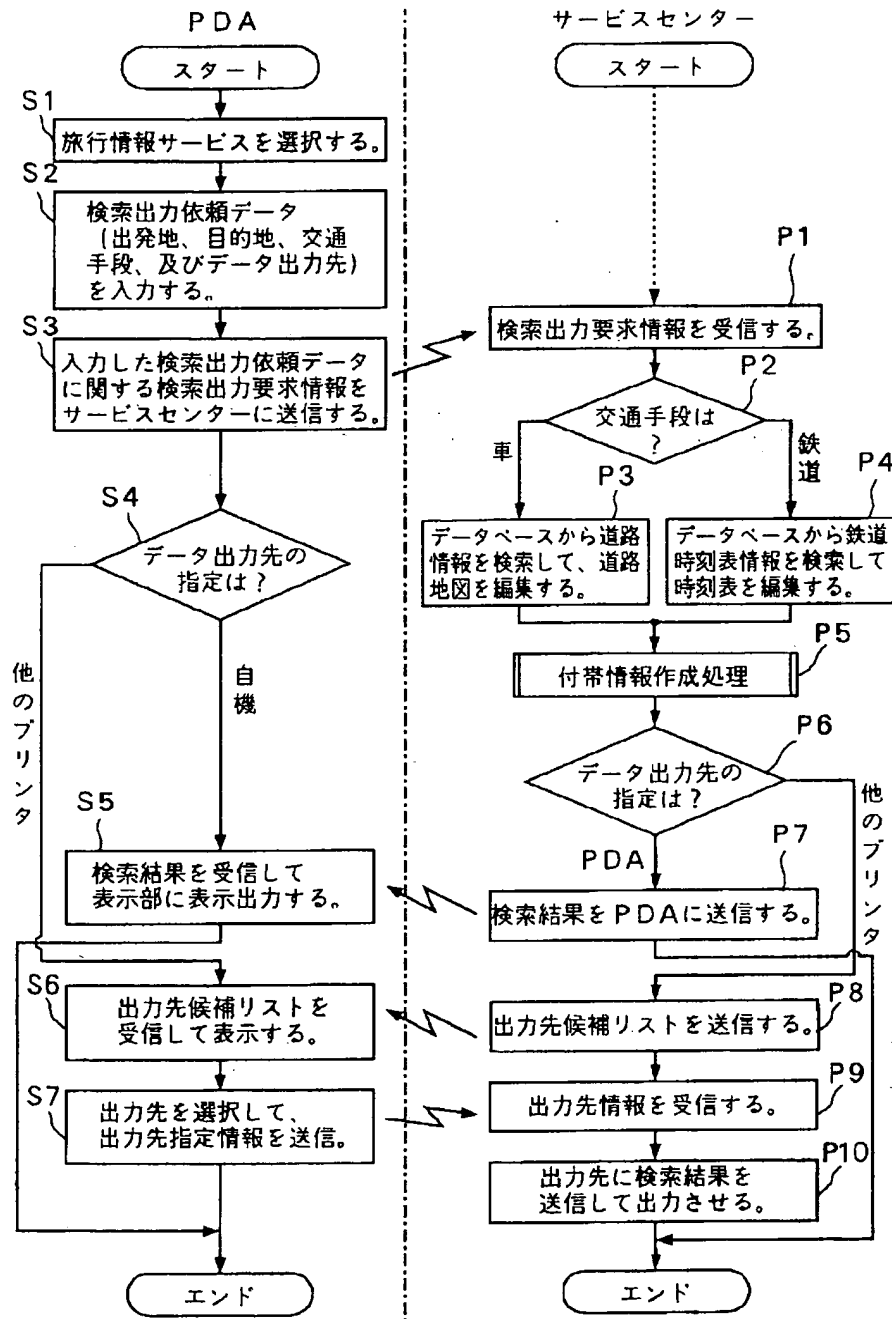 PDA
スタート
S1
旅行情報サービスを選択する。
S2
検索出力依頼データ
(出発地、目的地、交通
手段、及びデータ出力先)
を入力する。
S3
入力した検索出力依頼データ
に関する検索出力要求情報を
サービスセンターに送信する。
S4
データ出力先の
指定は?
他のプリンタ
自機
S5
検索結果を受信して
表示部に表示出力する。
S6
出力先候補リストを
受信して表示する。
S7
出力先を選択して、
出力先指定情報を送信。
エンド
サービスセンター
スタート
P1
検索出力要求情報を受信する。
P2
交通手段は
?
車
鉄道
P3
データベースから道路
情報を検索して、道路
地図を編集する。
P4
データベースから鉄道
時刻表情報を検索して
時刻表を編集する。
P5
付帯情報作成処理
P6
データ出力先の
指定は?
他のプリンタ
PDA
P7
検索結果をPDAに送信する。
P8
出力先候補リストを送信する。
P9
出力先情報を受信する。
P10
出力先に検索結果を
送信して出力させる。
エンド